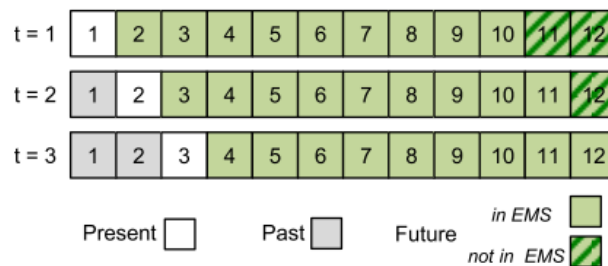 t = 1 1 2 3 4 5 6 7 8 9 10 11 12
t = 2 1 2 3 4 5 6 7 8 9 10 11 12
t = 3 1 2 3 4 5 6 7 8 9 10 11 12
Present Past Future in EMS
not in EMS